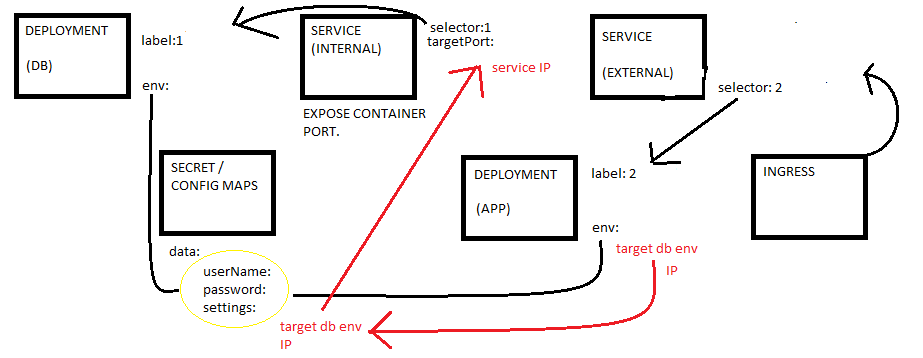 DEPLOYMENT
(DB)
label:1
env:
SERVICE
(INTERNAL)
selector:1
targetPort:
service IP
EXPOSE CONTAINER
PORT.
SERVICE
(EXTERNAL)
selector: 2
SECRET /
CONFIG MAPS
data:
userName:
password:
settings:
target db env
IP
DEPLOYMENT
(APP)
label: 2
env:
target db env
IP
INGRESS